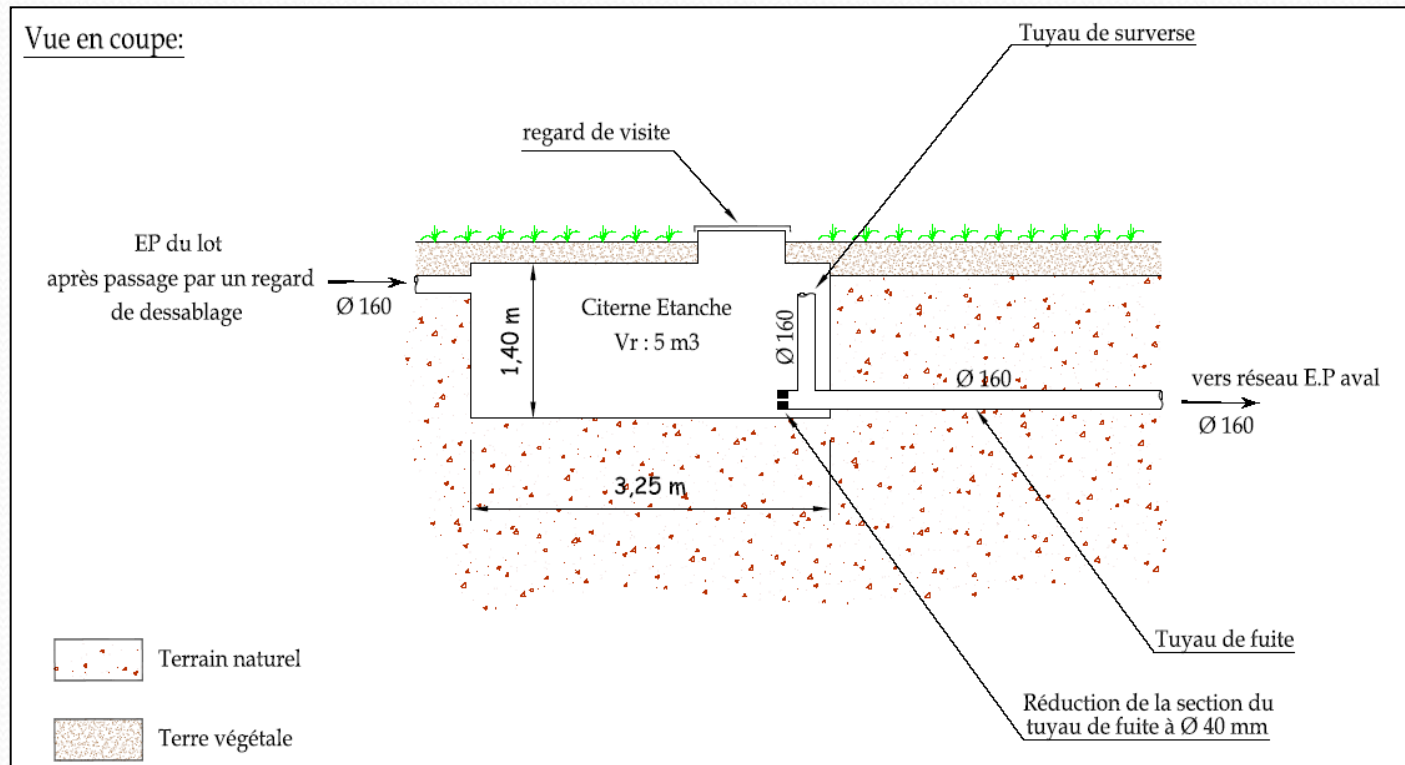 Vue en coupe:
Tuyau de surverse
regard de visite
EP du lot
après passage par un regard
de dessablage
Ø 160
Citerne Etanche
Vr : 5 m3
1,40 m
Ø 160
Ø 160
vers réseau E.P aval
Ø 160
3,25 m
Tuyau de fuite
Terrain naturel
Réduction de la section du
tuyau de fuite à Ø 40 mm
Terre végétale